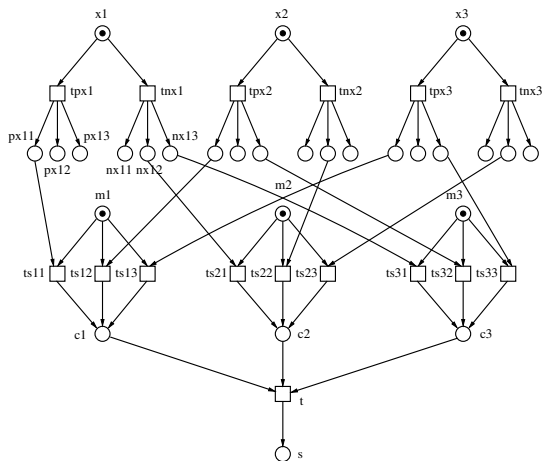 x1 x2 x3
tpx1 tnx1 tpx2 tnx2 tpx3 tnx3
px11 px13 nx13
px12 nx11 nx12
m1 m2 m3
ts11 ts12 ts13 ts21 ts22 ts23 ts31 ts32 ts33
c1 c2 c3
t
s